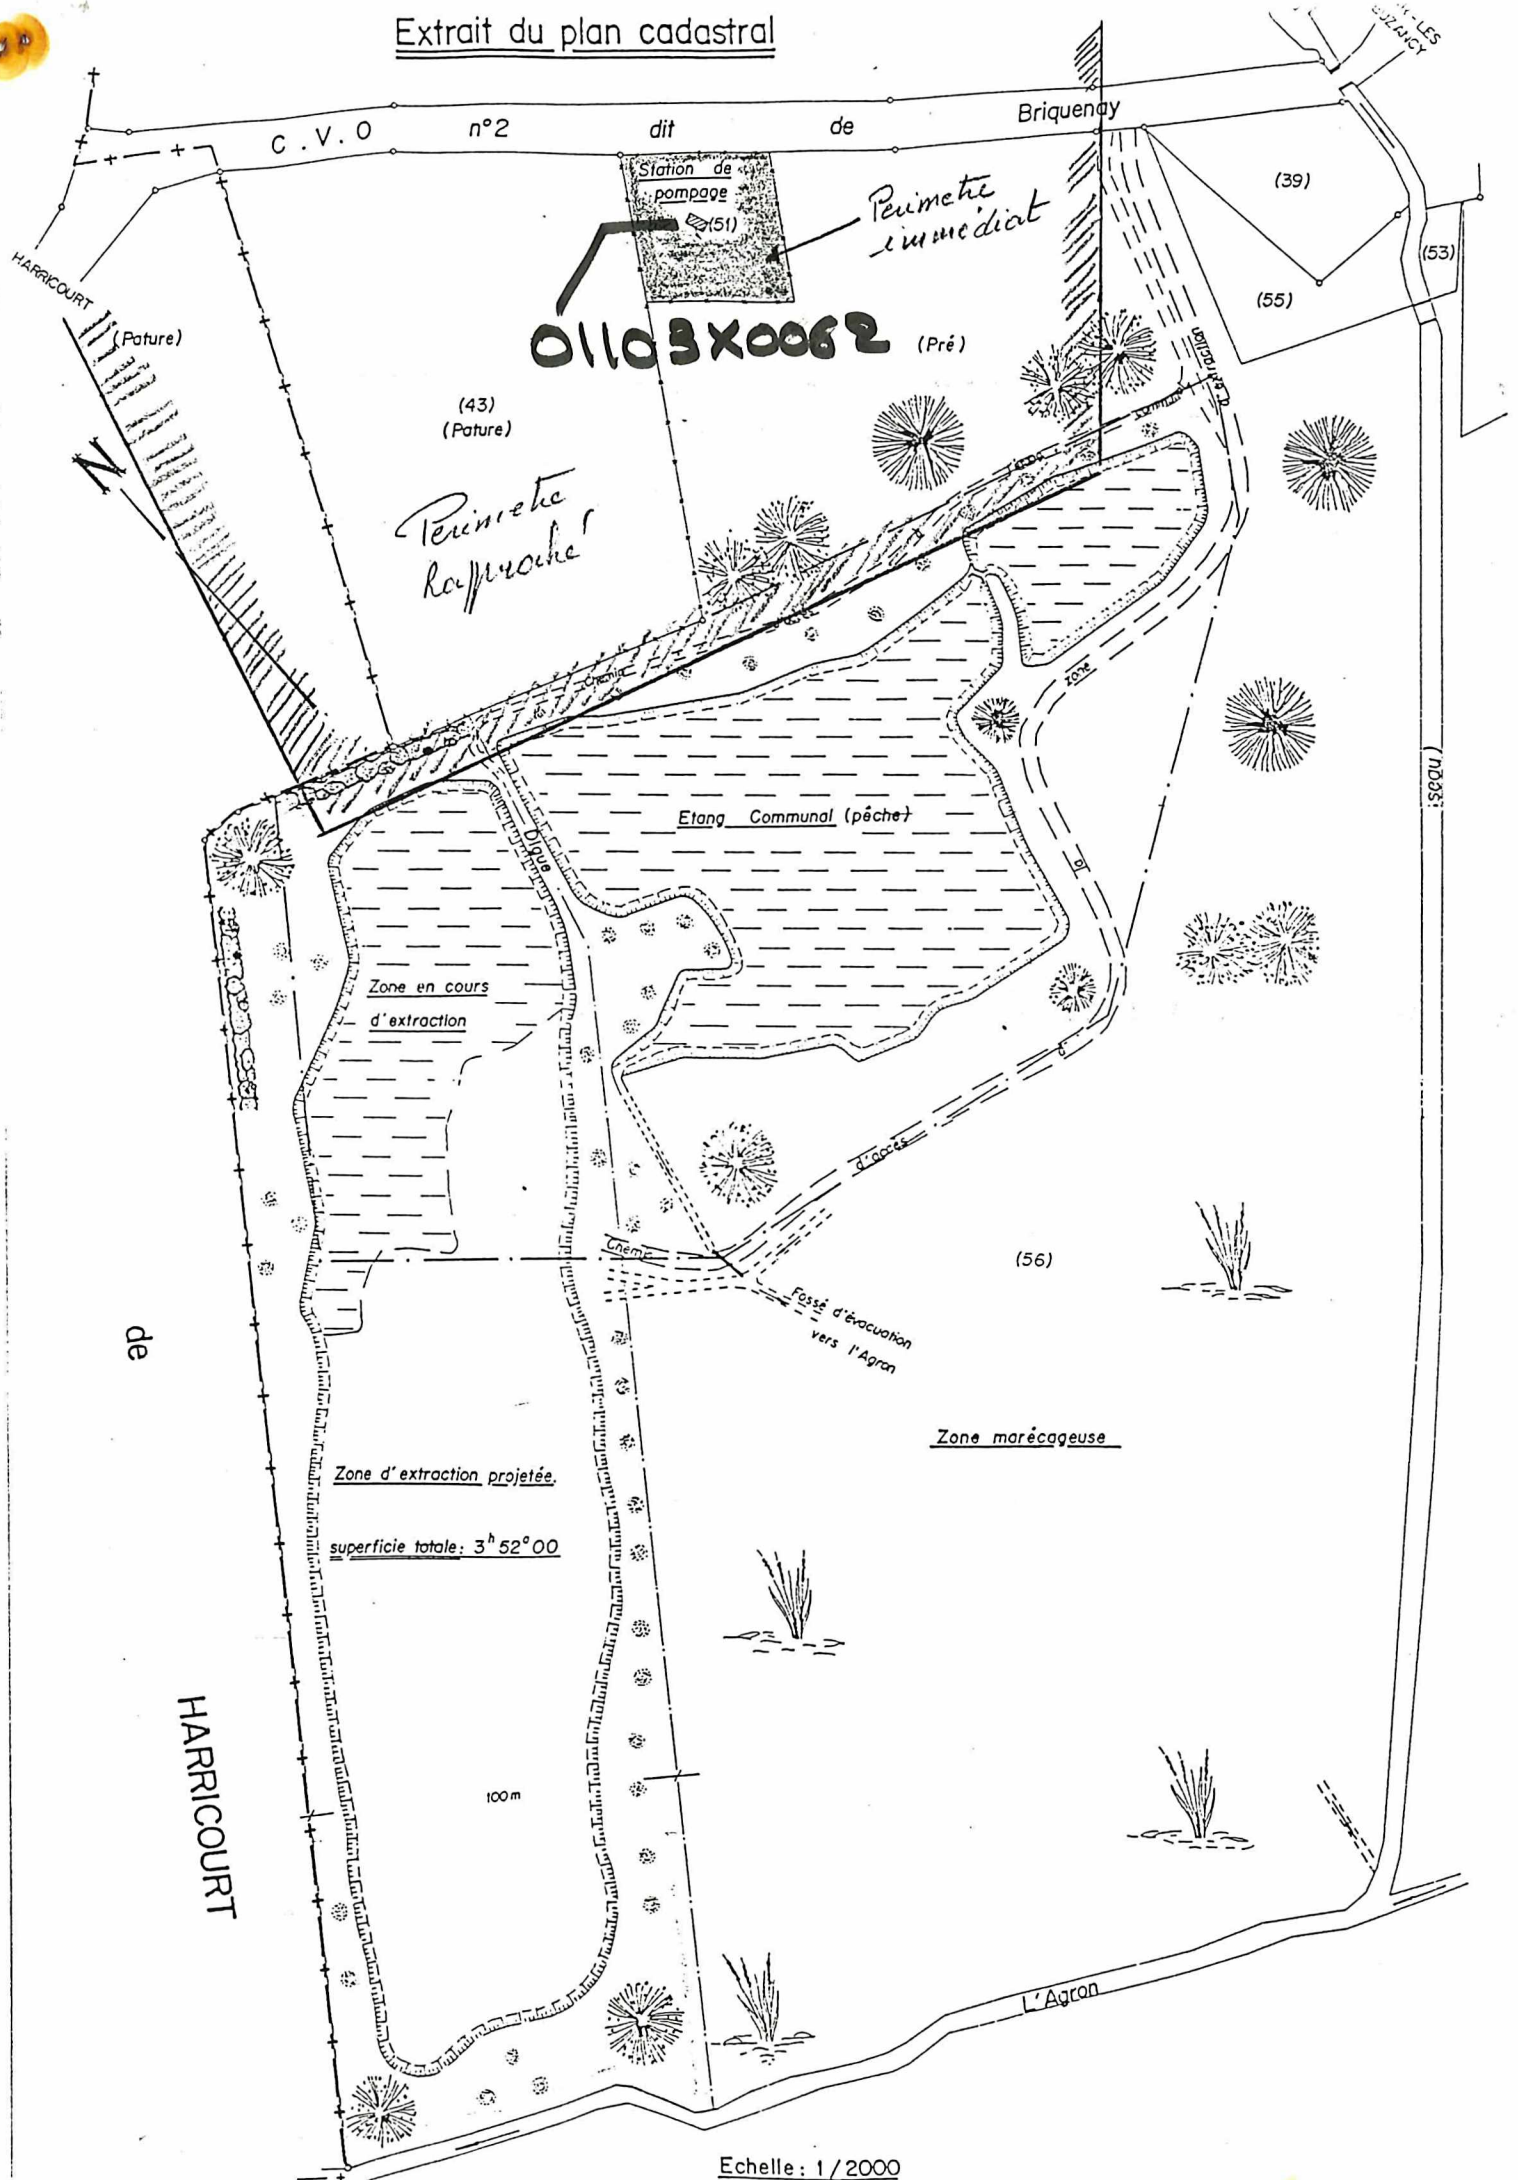 Extrait du plan cadastral
C.V.O n°2 dit de Briquenay
HARRICOURT
(Pature)
Station de
pompage
(51)
Perimetre
immédiat
01103X0062
(Pré)
(39)
(53)
(55)
(43)
(Pature)
Perimetre
Rapproché
N
d'extraction
Chemin
zone
Digue
Etang Communal (pêche)
Zone en cours
d'extraction
d'accès
Chemin
(56)
Fossé d'évacuation
vers l'Agron
Zone marécageuse
Zone d'extraction projetée.
superficie totale: 3h 52a 00
100m
de
HARRICOURT
L'Agron
Echelle: 1/2000